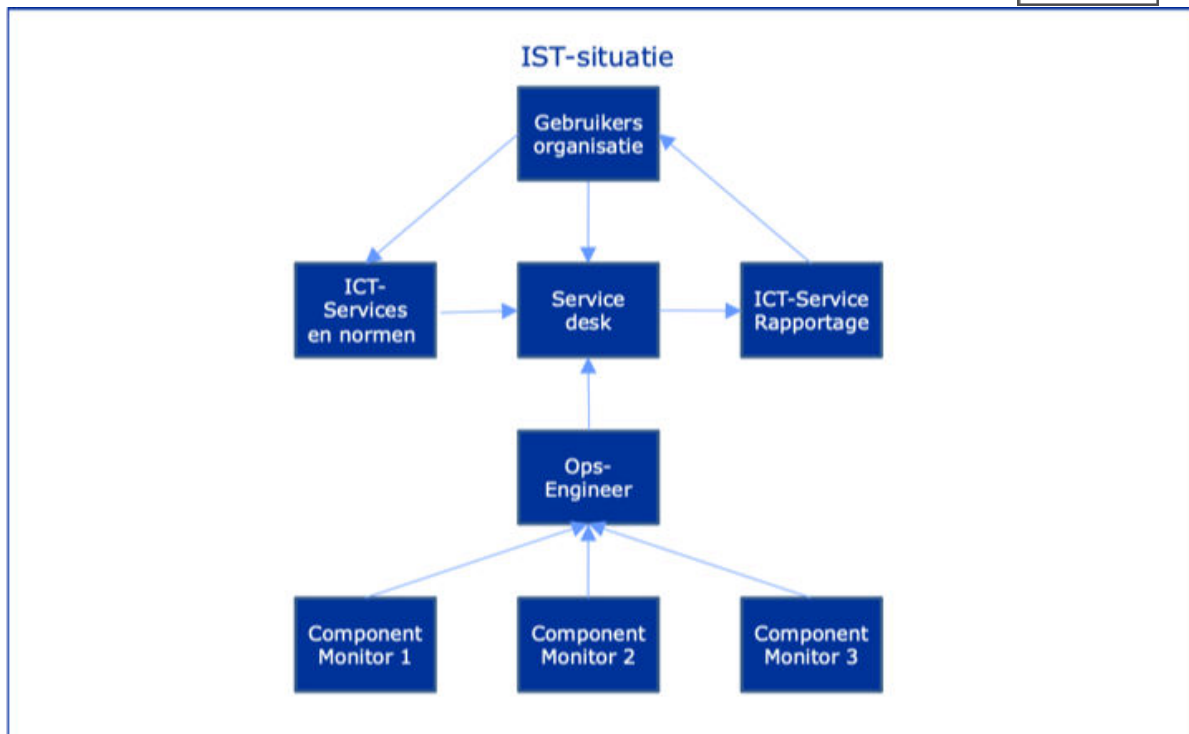 IST-situatie
Gebruikers
organisatie
ICT-
Services
en normen
Service
desk
ICT-Service
Rapportage
Ops-
Engineer
Component
Monitor 1
Component
Monitor 2
Component
Monitor 3